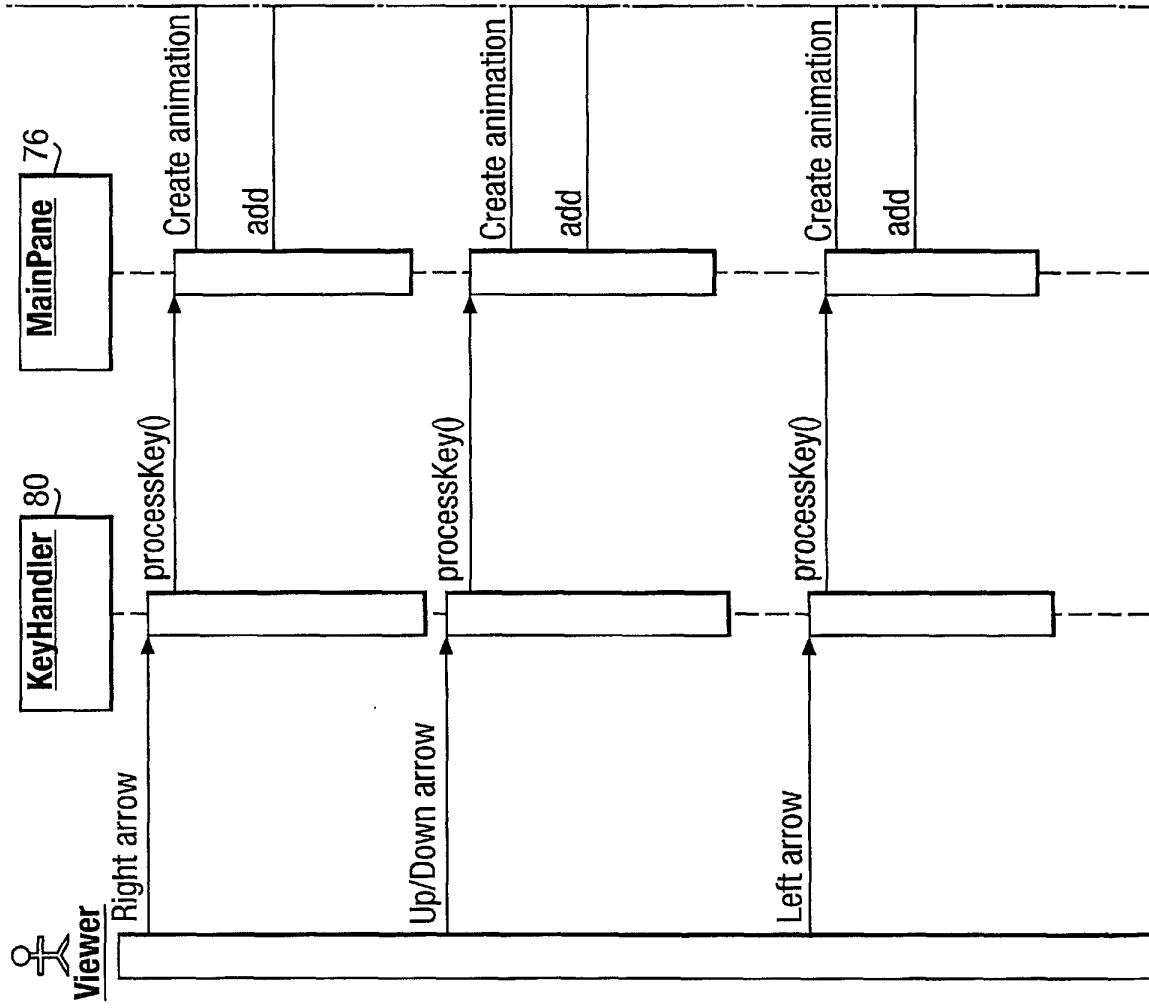 Viewer
KeyHandler
80
MainPane
76
Right arrow
processKey()
Create animation
add
Up/Down arrow
processKey()
Create animation
add
Left arrow
processKey()
Create animation
add